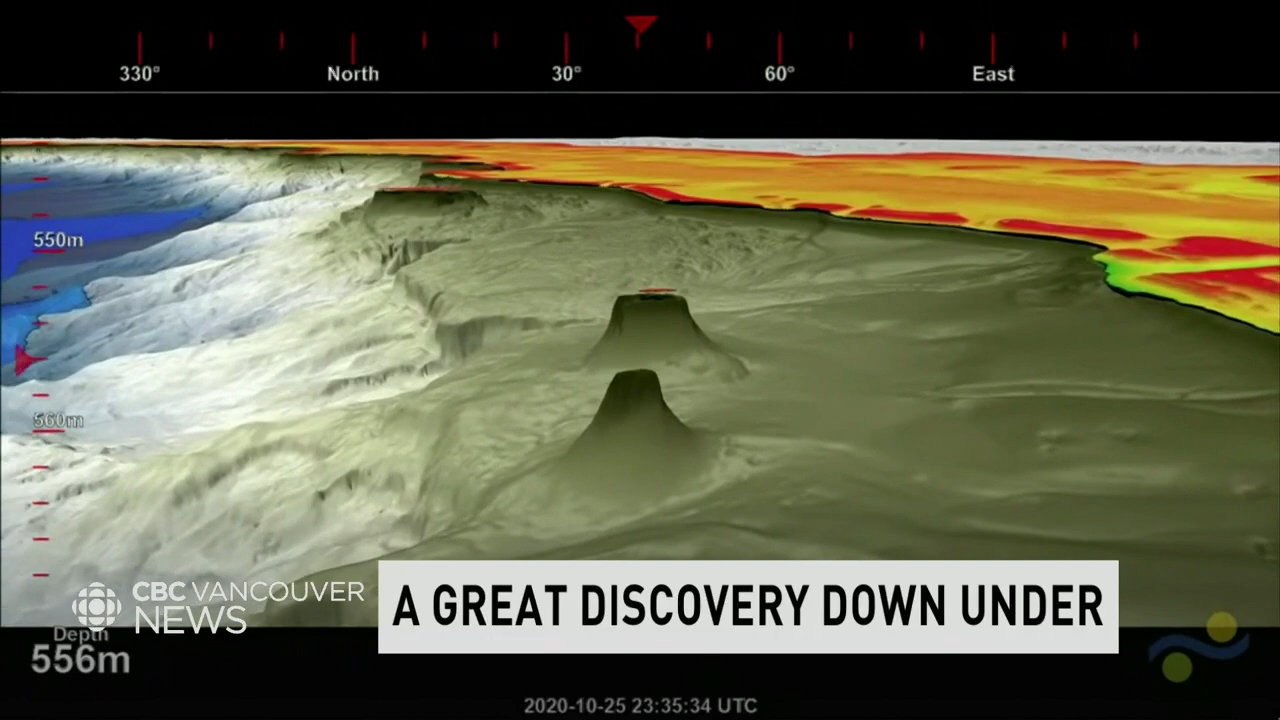 330° North 30° 60° East
550m
560m
CBC VANCOUVER
NEWS
A GREAT DISCOVERY DOWN UNDER
Depth
556m
2020-10-25 23:35:34 UTC